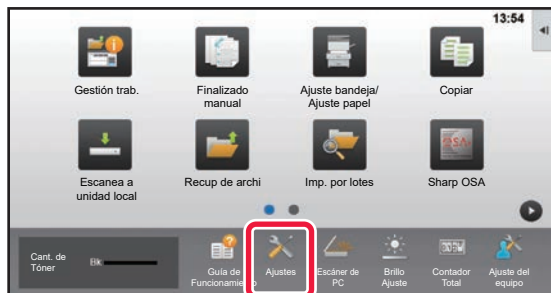 13:54
Gestión trab.
Finalizado
manual
Ajuste bandeja/
Ajuste papel
Copiar
Escanea a
unidad local
Recup de archi
Imp. por lotes
Sharp OSA
Cant. de
Tóner
Bk
Guía de
Funcionamiento
Ajustes
Escáner de
PC
Brillo
Ajuste
Contador
Total
Ajuste del
equipo